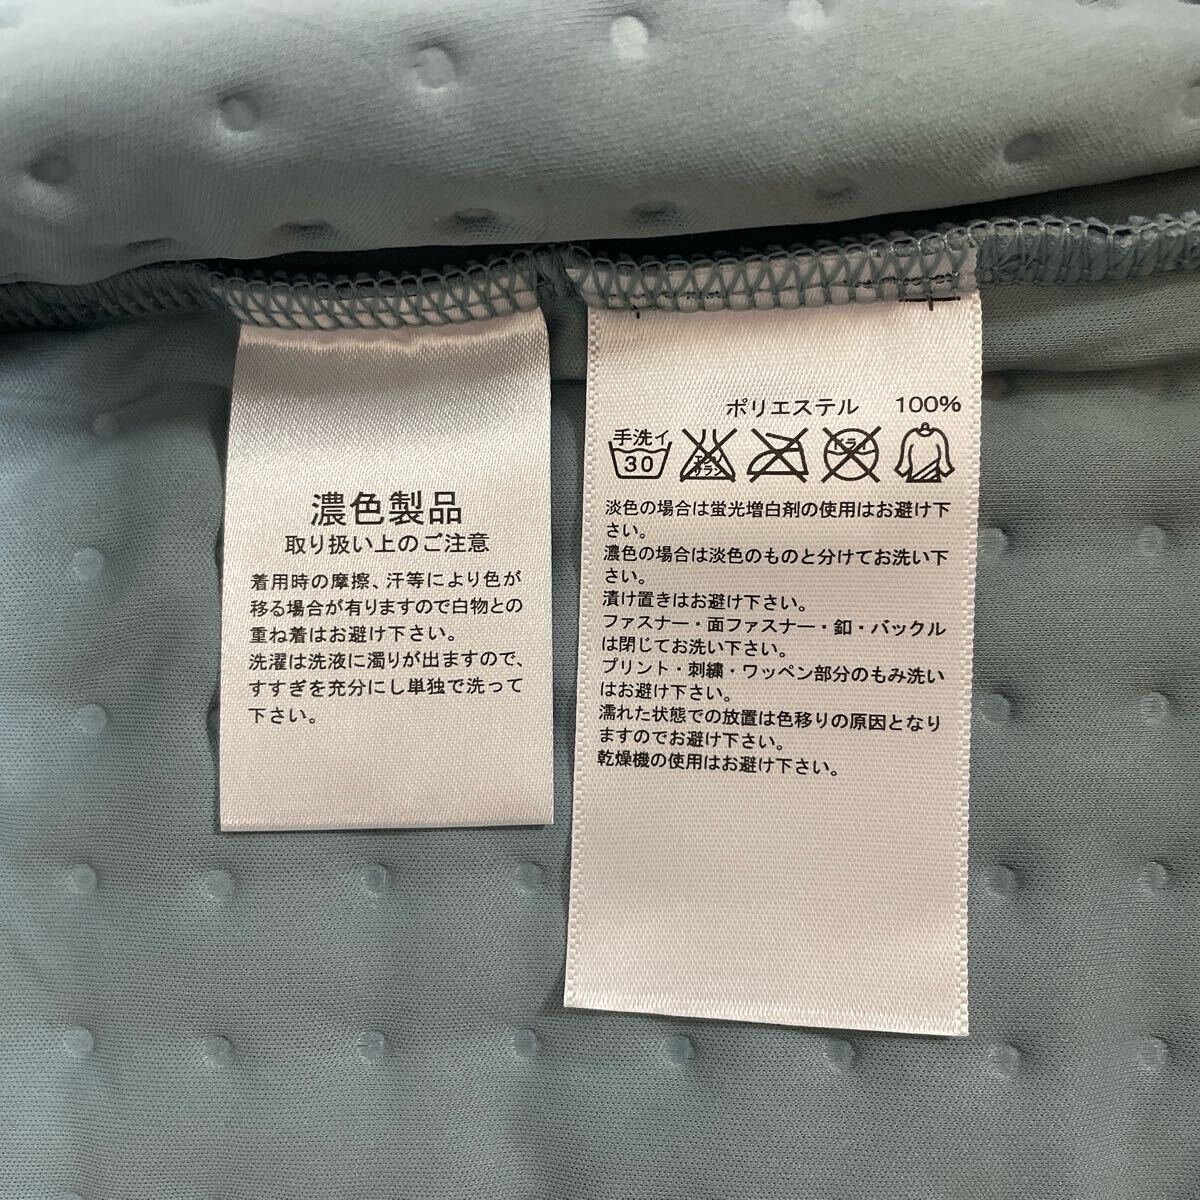 濃色製品
取り扱い上のご注意
着用時の摩擦、汗等により色が
移る場合が有りますので白物との
重ね着はお避け下さい。
洗濯は洗液に濁りが出ますので、
すすぎを充分にし単独で洗って
下さい。
ポリエステル 100%
手洗イ
30
エンソ
サラシ
ドライ
淡色の場合は蛍光増白剤の使用はお避け下
さい。
濃色の場合は淡色のものと分けてお洗い下
さい。
漬け置きはお避け下さい。
ファスナー・面ファスナー・釦・バックル
は閉じてお洗い下さい。
プリント・刺繍・ワッペン部分のもみ洗い
はお避け下さい。
濡れた状態での放置は色移りの原因となり
ますのでお避け下さい。
乾燥機の使用はお避け下さい。